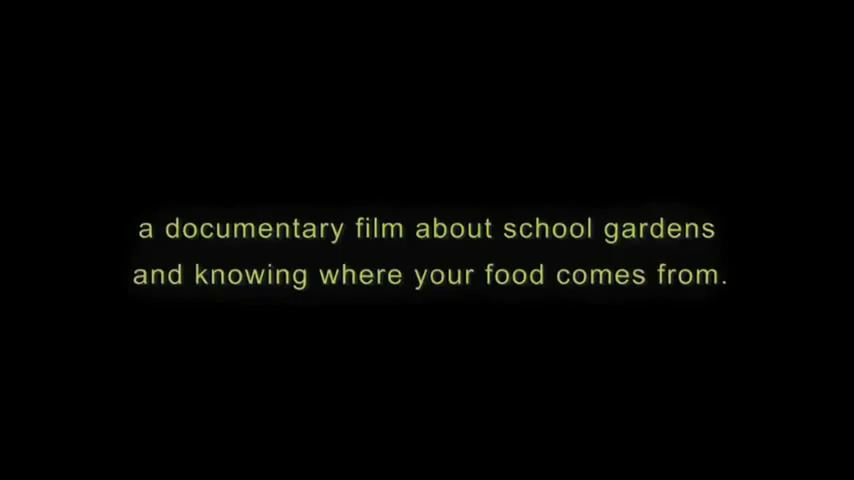 a documentary film about school gardens
and knowing where your food comes from.